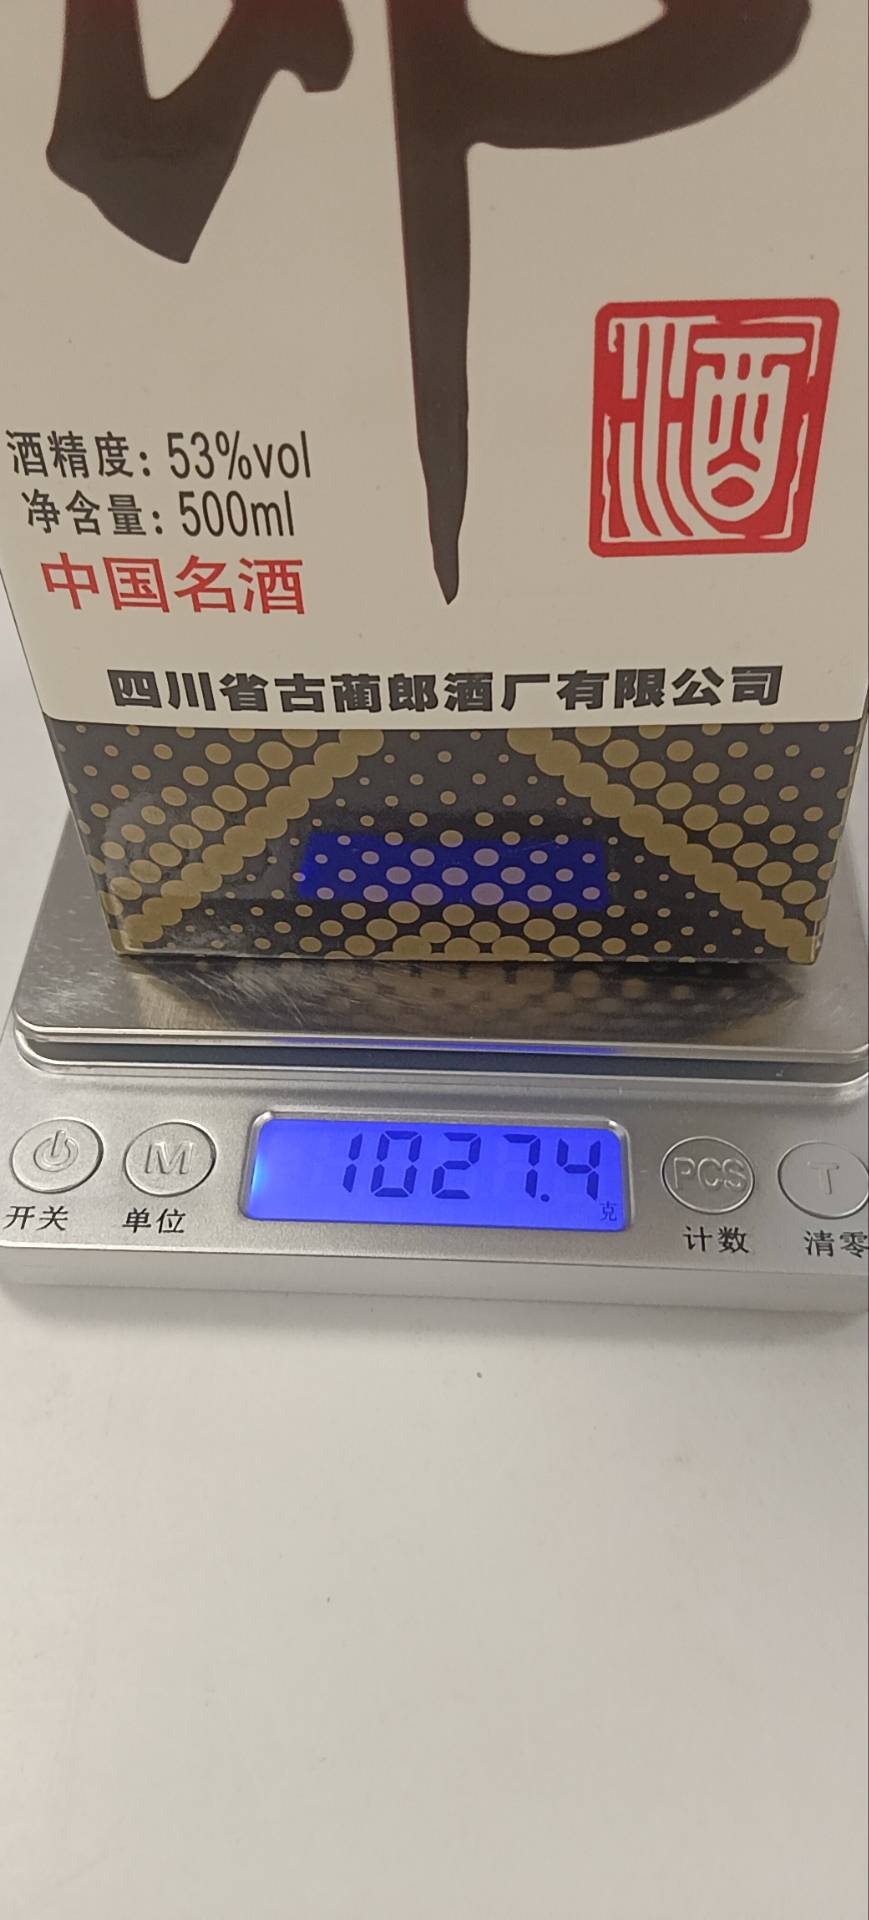 酒
酒精度: 53%vol
净含量: 500ml
中国名酒
四川省古蔺郎酒厂有限公司
1027.4
克
M
PCS
T
开关
单位
计数
清零